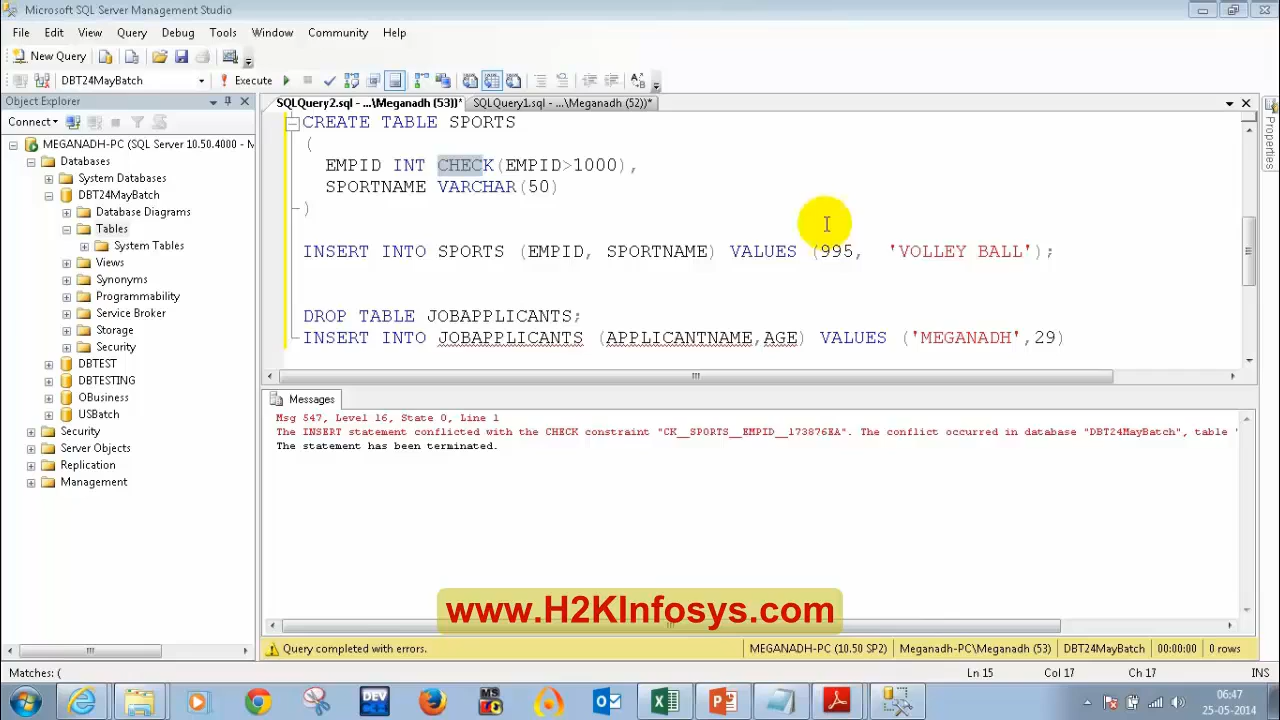 Microsoft SQL Server Management Studio
File Edit View Query Debug Tools Window Community Help
New Query
DBT24MayBatch Execute
Object Explorer
SQLQuery2.sql - ...\Meganadh (53))* SQLQuery1.sql - ...\Meganadh (52))*
Connect
MEGANADH-PC (SQL Server 10.50.4000 - M
Databases
System Databases
DBT24MayBatch
Database Diagrams
Tables
System Tables
Views
Synonyms
Programmability
Service Broker
Storage
Security
DBTEST
DBTESTING
OBusiness
USBatch
Security
Server Objects
Replication
Management
CREATE TABLE SPORTS
(
EMPID INT CHECK(EMPID>1000),
SPORTNAME VARCHAR(50)
)
INSERT INTO SPORTS (EMPID, SPORTNAME) VALUES (995, 'VOLLEY BALL');
DROP TABLE JOBAPPLICANTS;
INSERT INTO JOBAPPLICANTS (APPLICANTNAME,AGE) VALUES ('MEGANADH',29)
Properties
Messages
Msg 547, Level 16, State 0, Line 1
The INSERT statement conflicted with the CHECK constraint "CK__SPORTS__EMPID__173876EA". The conflict occurred in database "DBT24MayBatch", table "
The statement has been terminated.
www.H2KInfosys.com
Query completed with errors. MEGANADH-PC (10.50 SP2) Meganadh-PC\Meganadh (53) DBT24MayBatch 00:00:00 0 rows
Matches: ( Ln 15 Col 17 Ch 17 INS
DEV
MS
06:47
25-05-2014